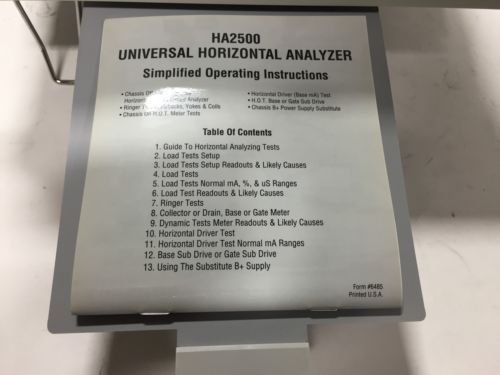 HA2500
UNIVERSAL HORIZONTAL ANALYZER
Simplified Operating Instructions
• Chassis Off
Horizontal Analyzer
• Ringer Yokes & Coils
• Chassis On H.O.T. Meter Tests
• Horizontal Driver (Base mA) Test
• H.O.T. Base or Gate Sub Drive
• Chassis B+ Power Supply Substitute
Table Of Contents
1. Guide To Horizontal Analyzing Tests
2. Load Tests Setup
3. Load Tests Setup Readouts & Likely Causes
4. Load Tests
5. Load Tests Normal mA, %, & uS Ranges
6. Load Test Readouts & Likely Causes
7. Ringer Tests
8. Collector or Drain, Base or Gate Meter
9. Dynamic Tests Meter Readouts & Likely Causes
10. Horizontal Driver Test
11. Horizontal Driver Test Normal mA Ranges
12. Base Sub Drive or Gate Sub Drive
13. Using The Substitute B+ Supply
Form #6485
Printed U.S.A.